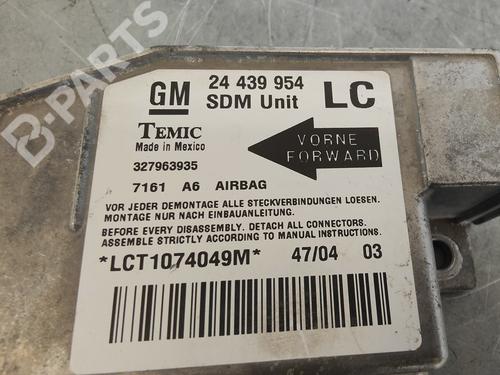 B-PARTS
GM 24 439 954 LC
SDM Unit
TEMIC
Made in Mexico
VORNE
FORWARD
327963935
7161 A6 AIRBAG
VOR JEDER DEMONTAGE ALLE STECKVERBINDUNGEN LOESEN.
MONTAGE NUR NACH EINBAUANLEITUNG.
BEFORE EVERY DISASSEMBLY, DETACH ALL CONNECTORS.
ASSEMBLE STRICTLY ACCORDING TO MANUAL INSTRUCTIONS.
*LCT1074049M* 47/04 03